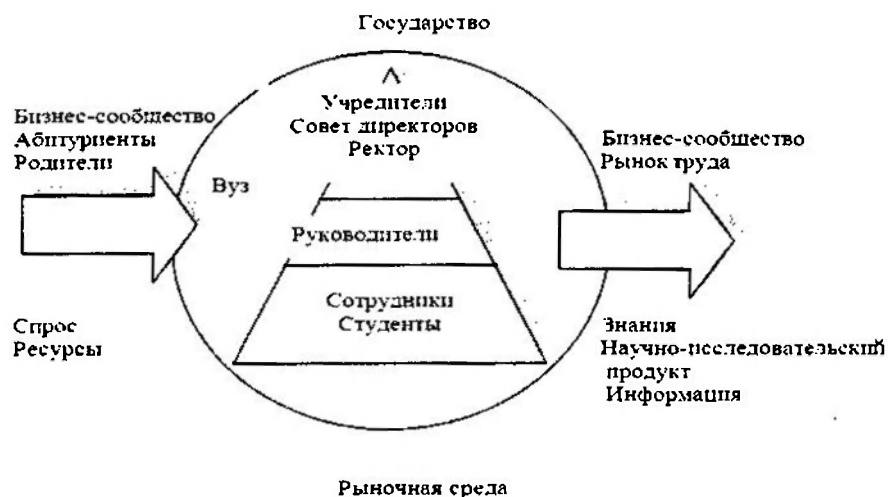 Государство
Учредители
Совет директоров
Ректор
Бизнес-сообщество
Абитуриенты
Родители
Вуз
Руководители
Сотрудники
Студенты
Спрос
Ресурсы
Бизнес-сообщество
Рынок труда
Знания
Научно-исследовательский
продукт
Информация
Рыночная среда